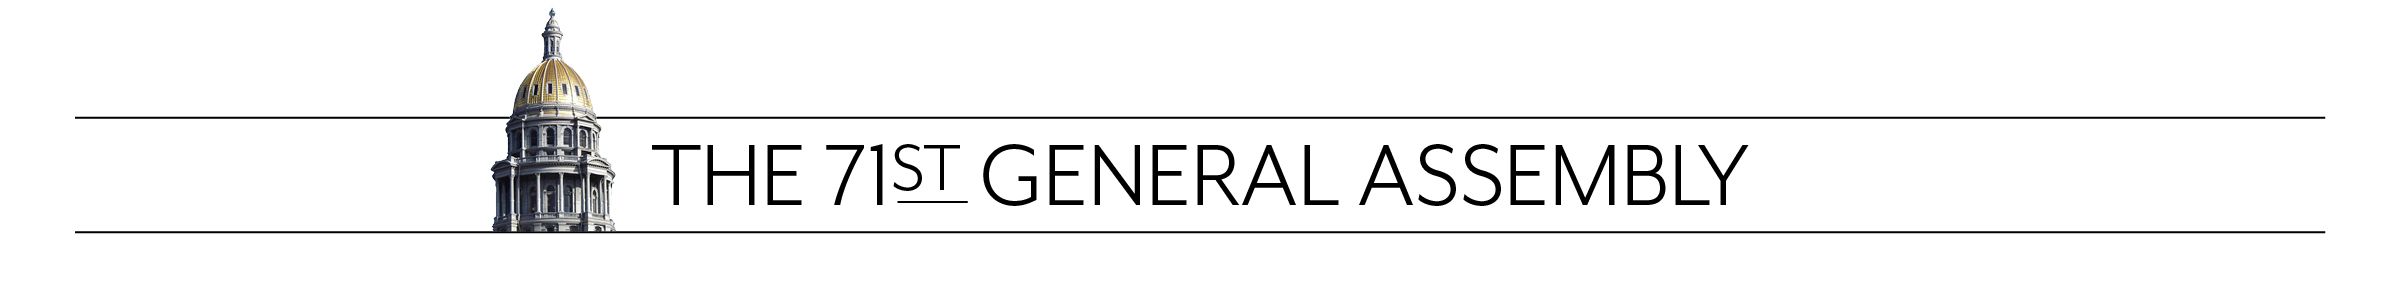 THE 71ST GENERAL ASSEMBLY